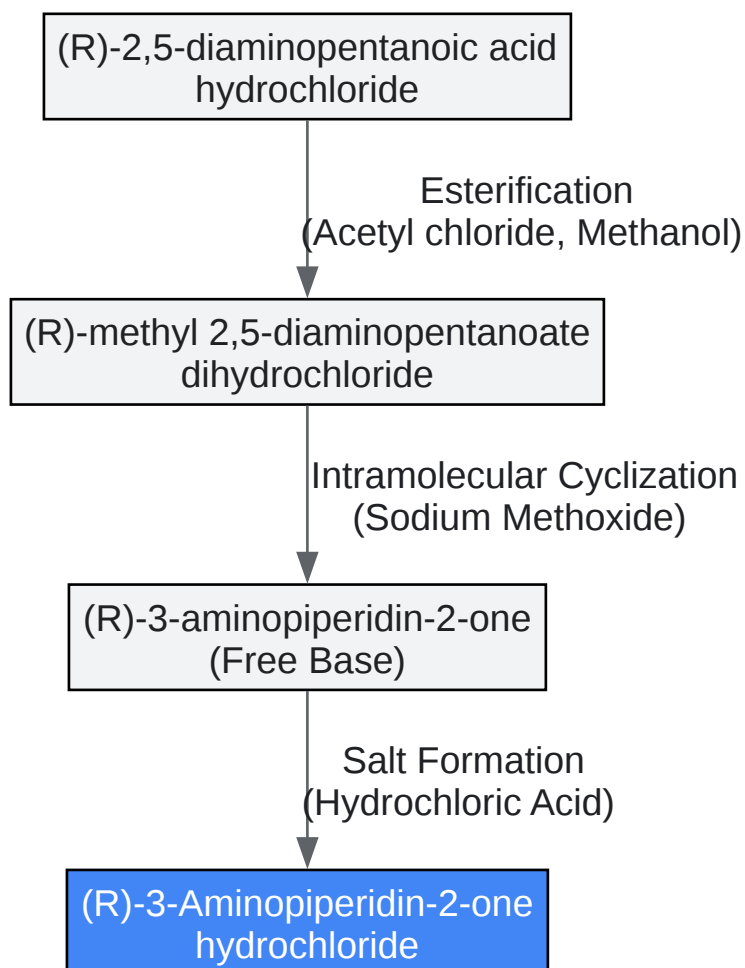 (R)-2,5-diaminopentanoic acid
hydrochloride
Esterification
(Acetyl chloride, Methanol)
(R)-methyl 2,5-diaminopentanoate
dihydrochloride
Intramolecular Cyclization
(Sodium Methoxide)
(R)-3-aminopiperidin-2-one
(Free Base)
Salt Formation
(Hydrochloric Acid)
(R)-3-Aminopiperidin-2-one
hydrochloride